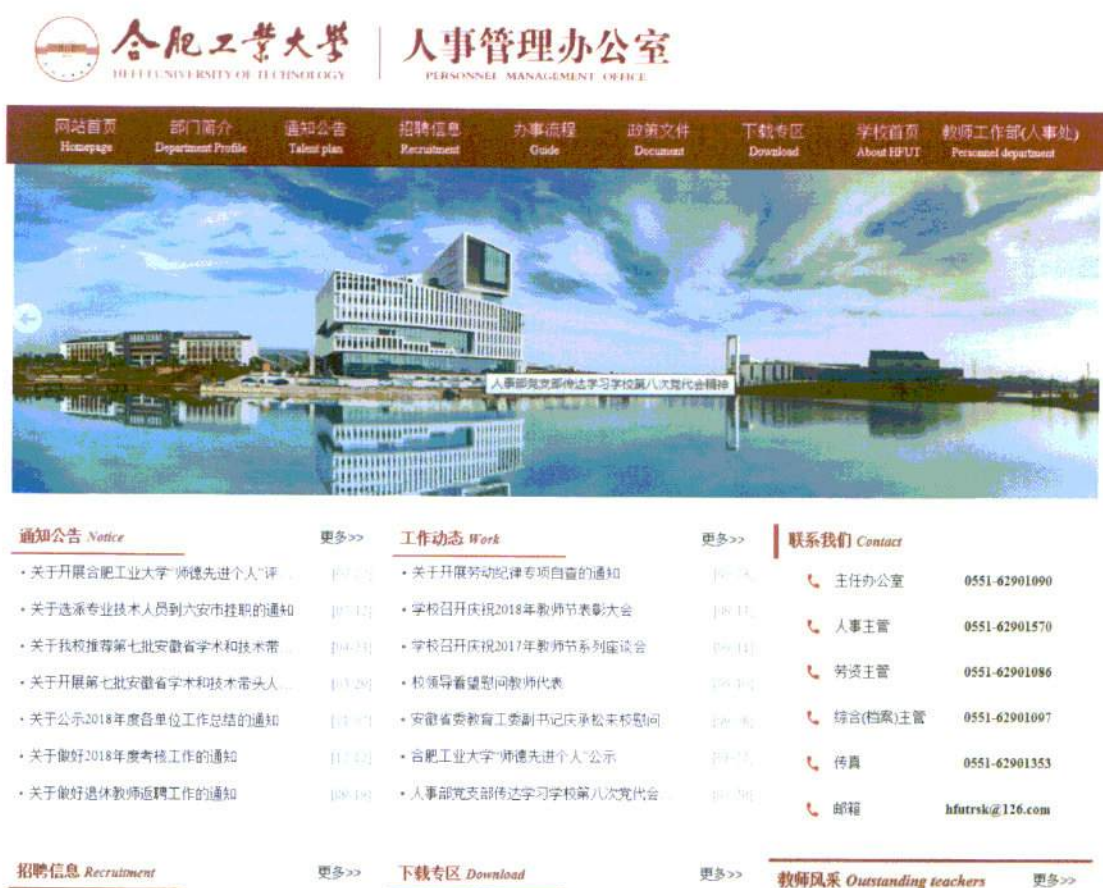 合肥工業大學
HEFEI UNIVERSITY OF TECHNOLOGY
人事管理办公室
PERSONNEL MANAGEMENT OFFICE
网站首页 部门简介 通知公告 招聘信息 办事流程 政策文件 下载专区 学校首页 教师工作部(人事处)
Homepage Department Profile Talent plan Recruitment Guide Document Download About HFUT Personnel department
人事部党支部传达学习学校第八次党代会精神
通知公告 Notice 更多>>
·关于开展合肥工业大学“师德先进个人”评...
·关于选派专业技术人员到六安市挂职的通知
·关于我校推荐第七批安徽省学术和技术带...
·关于开展第七批安徽省学术和技术带头人...
·关于公示2018年度各单位工作总结的通知
·关于做好2018年度考核工作的通知
·关于做好退休教师返聘工作的通知
工作动态 Work 更多>>
·关于开展劳动纪律专项自查的通知
·学校召开庆祝2018年教师节表彰大会
·学校召开庆祝2017年教师节系列座谈会
·校领导看望慰问教师代表
·安徽省委教育工委副书记庆承松来校慰问
·合肥工业大学“师德先进个人”公示
·人事部党支部传达学习学校第八次党代会...
联系我们 Contact
主任办公室 0551-62901090
人事主管 0551-62901570
劳资主管 0551-62901086
综合(档案)主管 0551-62901097
传真 0551-62901353
邮箱 hfutrsk@126.com
招聘信息 Recruitment 更多>>
下载专区 Download 更多>>
教师风采 Outstanding teachers 更多>>